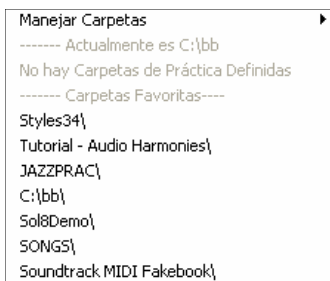 Manejar Carpetas
------- Actualmente es C:\bb
No hay Carpetas de Práctica Definidas
------- Carpetas Favoritas----
Styles34\
Tutorial - Audio Harmonies\
JAZZPRAC\
C:\bb\
Sol8Demo\
SONGS\
Soundtrack MIDI Fakebook\